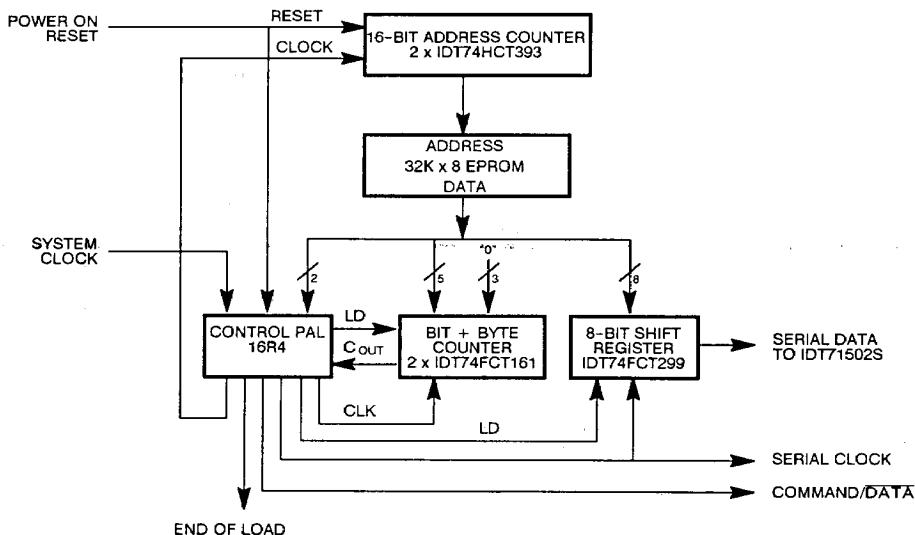 POWER ON
RESET
RESET
CLOCK
16-BIT ADDRESS COUNTER
2 x IDT74HCT393
ADDRESS
32K x 8 EPROM
DATA
SYSTEM
CLOCK
2
5
"0"
3
8
CONTROL PAL
16R4
LD
C OUT
BIT + BYTE
COUNTER
2 x IDT74FCT161
8-BIT SHIFT
REGISTER
IDT74FCT299
SERIAL DATA
TO IDT71502S
CLK
LD
SERIAL CLOCK
COMMAND/DATA
END OF LOAD